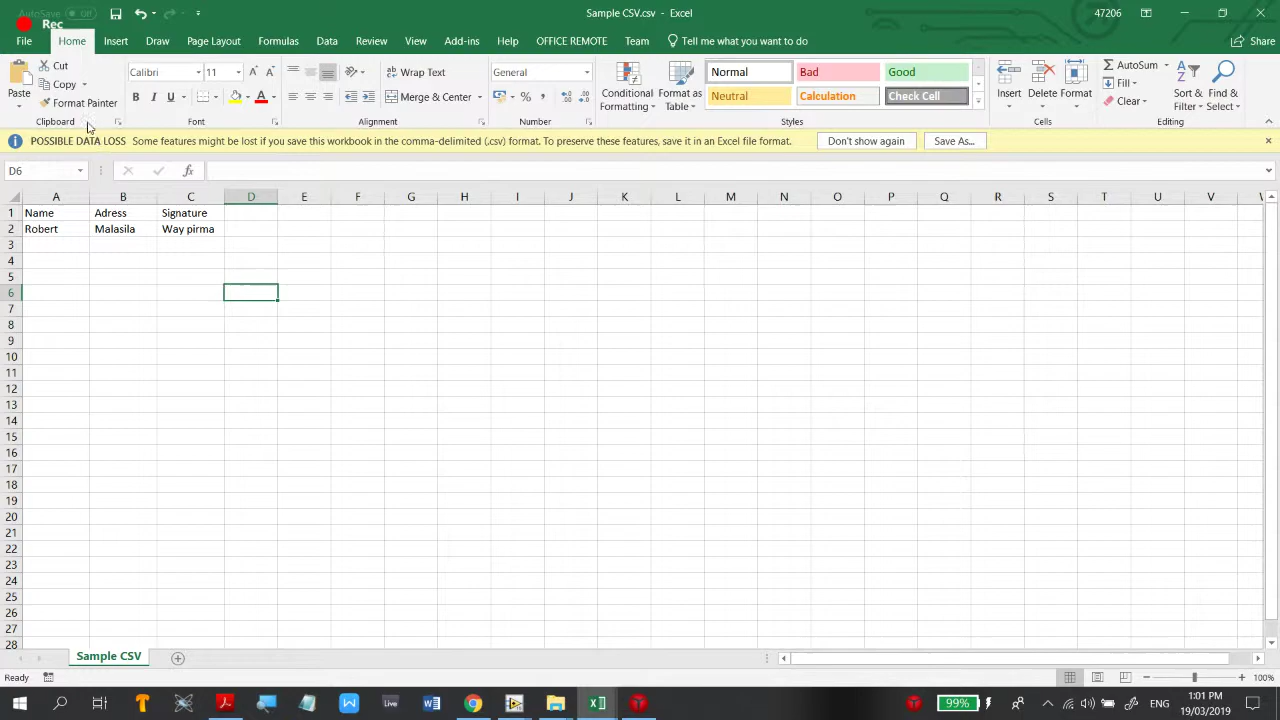 AutoSave Off Sample CSV.csv - Excel 47206
Rec
File Home Insert Draw Page Layout Formulas Data Review View Add-ins Help OFFICE REMOTE Team Tell me what you want to do Share
Paste Cut Copy Format Painter
Clipboard
Calibri 11
B I U A
Font
Wrap Text
Merge & Center
Alignment
General
% ,
Number
Conditional Formatting Format as Table
Normal Bad Good
Neutral Calculation Check Cell
Styles
Insert Delete Format
Cells
AutoSum
Fill
Clear
Sort & Filter Find & Select
Editing
POSSIBLE DATA LOSS Some features might be lost if you save this workbook in the comma-delimited (.csv) format. To preserve these features, save it in an Excel file format. Don't show again Save As...
D6 fx
A B C D E F G H I J K L M N O P Q R S T U V W
1 Name Adress Signature
2 Robert Malasila Way pirma
3
4
5
6
7
8
9
10
11
12
13
14
15
16
17
18
19
20
21
22
23
24
25
26
27
28
Sample CSV
100%
99% ENG 1:01 PM
19/03/2019